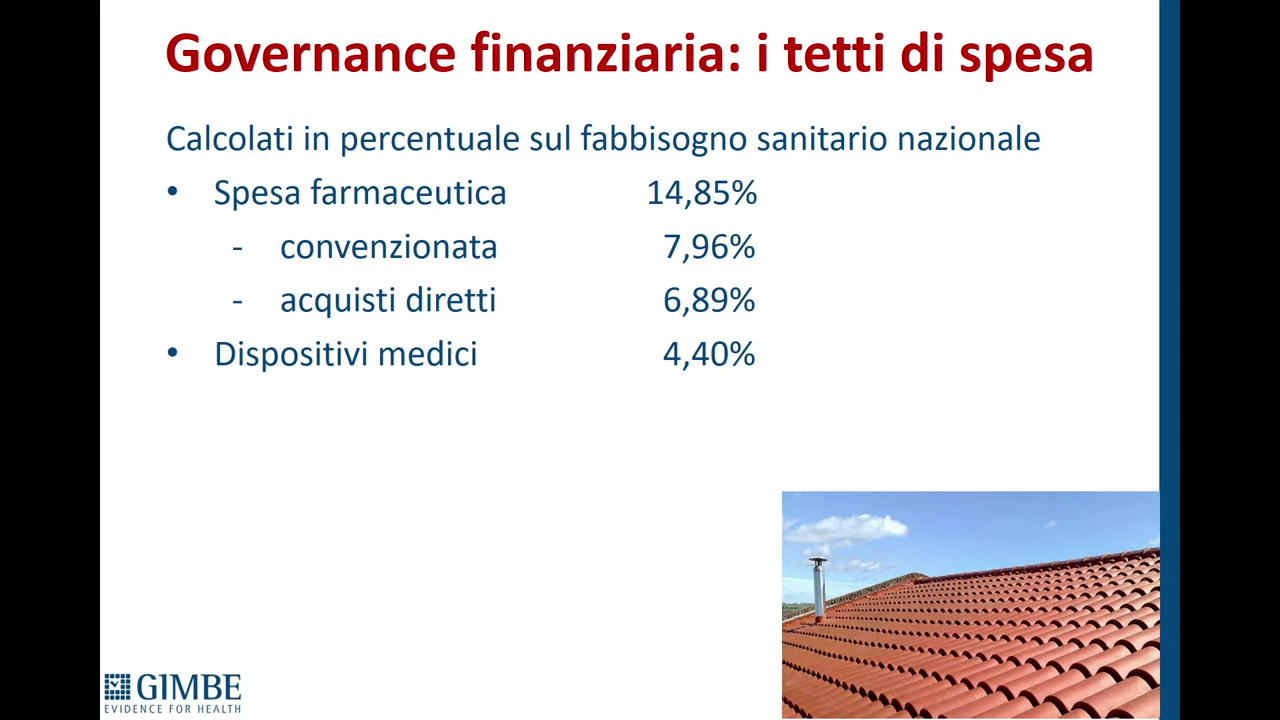 Governance finanziaria: i tetti di spesa
Calcolati in percentuale sul fabbisogno sanitario nazionale
• Spesa farmaceutica 14,85%
- convenzionata 7,96%
- acquisti diretti 6,89%
• Dispositivi medici 4,40%
GIMBE
EVIDENCE FOR HEALTH